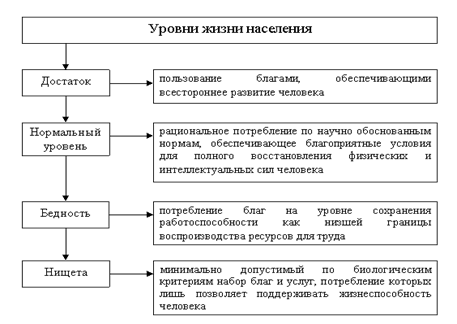 Уровни жизни населения
Достаток
пользование благами, обеспечивающими
всестороннее развитие человека
Нормальный
уровень
рациональное потребление по научно обоснованным
нормам, обеспечивающее благоприятные условия
для полного восстановления физических и
интеллектуальных сил человека
Бедность
потребление благ на уровне сохранения
работоспособности как низшей границы
воспроизводства ресурсов для труда
Нищета
минимально допустимый по биологическим
критериям набор благ и услуг, потребление которых
лишь позволяет поддерживать жизнеспособность
человека